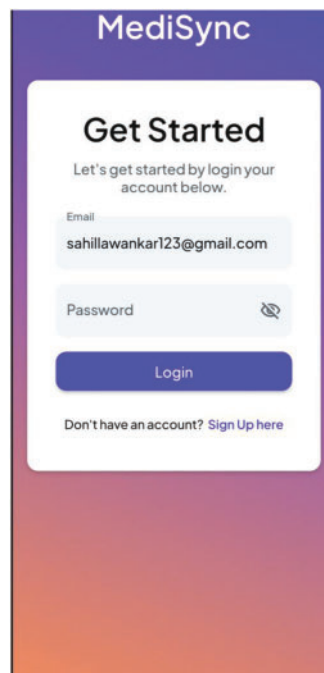 MediSync
Get Started
Let's get started by login your
account below.
Email
sahillawankar123@gmail.com
Password
Login
Don't have an account? Sign Up here